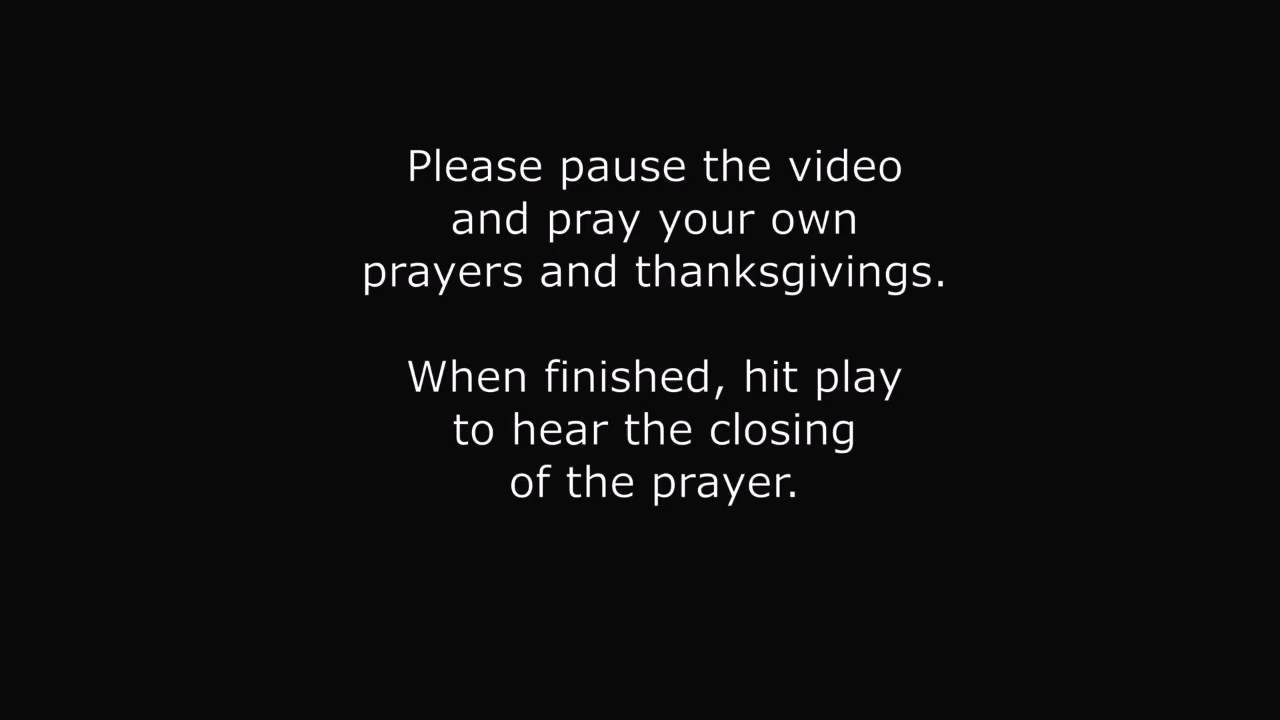 Please pause the video
and pray your own
prayers and thanksgivings.
When finished, hit play
to hear the closing
of the prayer.